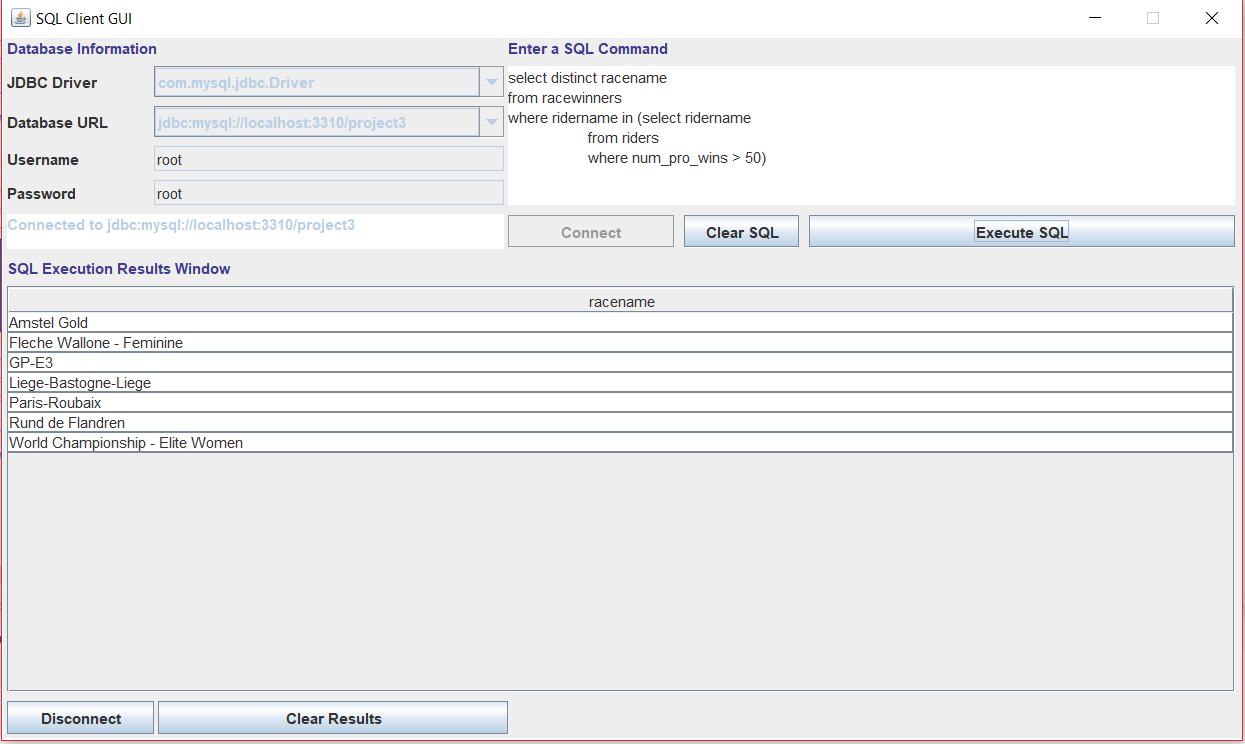 SQL Client GUI
Database Information
JDBC Driver
com.mysql.jdbc.Driver
Database URL
jdbc:mysql://localhost:3310/project3
Username
root
Password
root
Connected to jdbc:mysql://localhost:3310/project3
Enter a SQL Command
select distinct racename
from racewinners
where ridername in (select ridername
from riders
where num_pro_wins > 50)
Connect
Clear SQL
Execute SQL
SQL Execution Results Window
racename
Amstel Gold
Fleche Wallone - Feminine
GP-E3
Liege-Bastogne-Liege
Paris-Roubaix
Rund de Flandren
World Championship - Elite Women
Disconnect
Clear Results